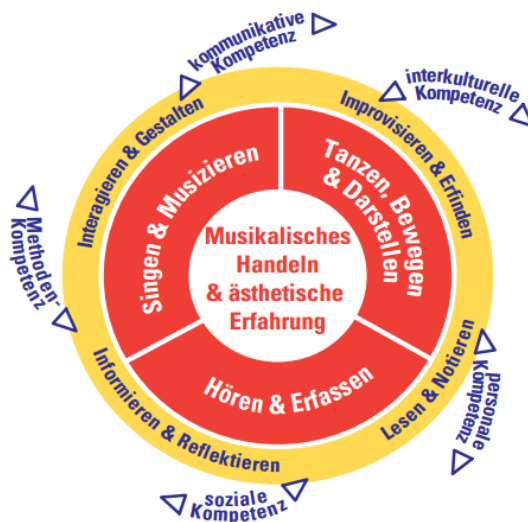 kommunikative
Kompetenz
interkulturelle
Kompetenz
Interagieren & Gestalten
Improvisieren & Erfinden
Singen & Musizieren
Tanzen, Bewegen
& Darstellen
Musikalisches
Handeln
& ästhetische
Erfahrung
Methoden-
Kompetenz
Hören & Erfassen
Informieren & Reflektieren
Lesen & Notieren
personale
Kompetenz
soziale
Kompetenz